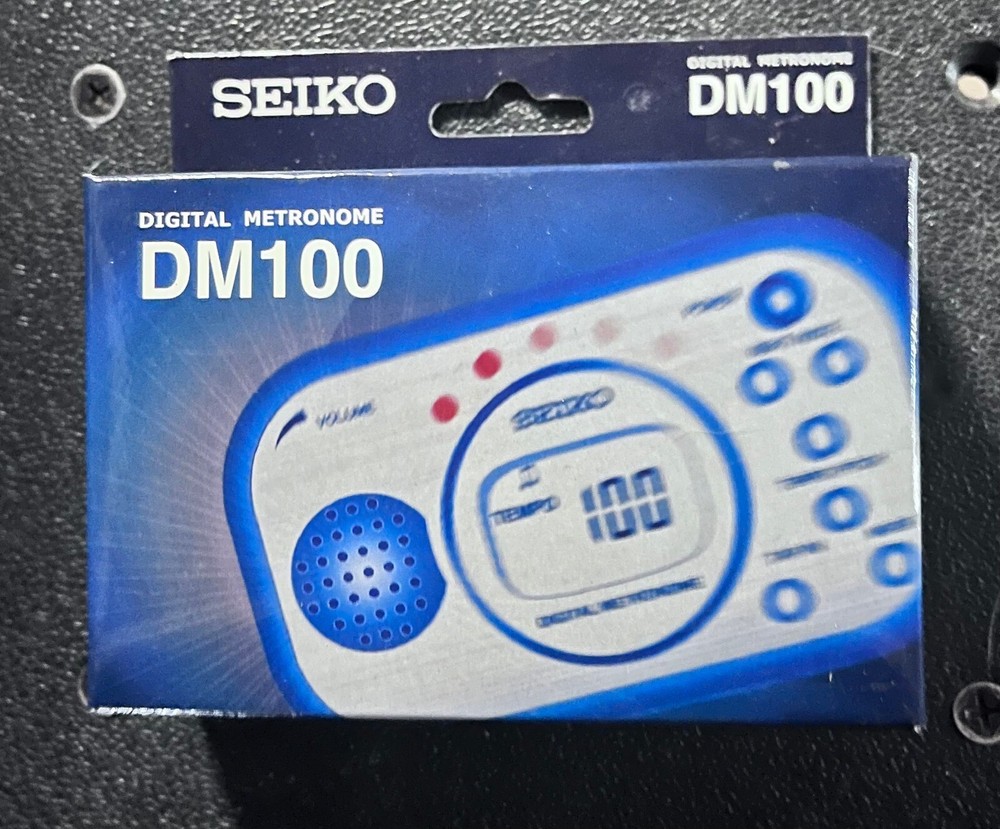 SEIKO
DIGITAL METRONOME
DM100
DIGITAL METRONOME
DM100
VOLUME
SEIKO
TEMPO
100
DIGITAL METRONOME